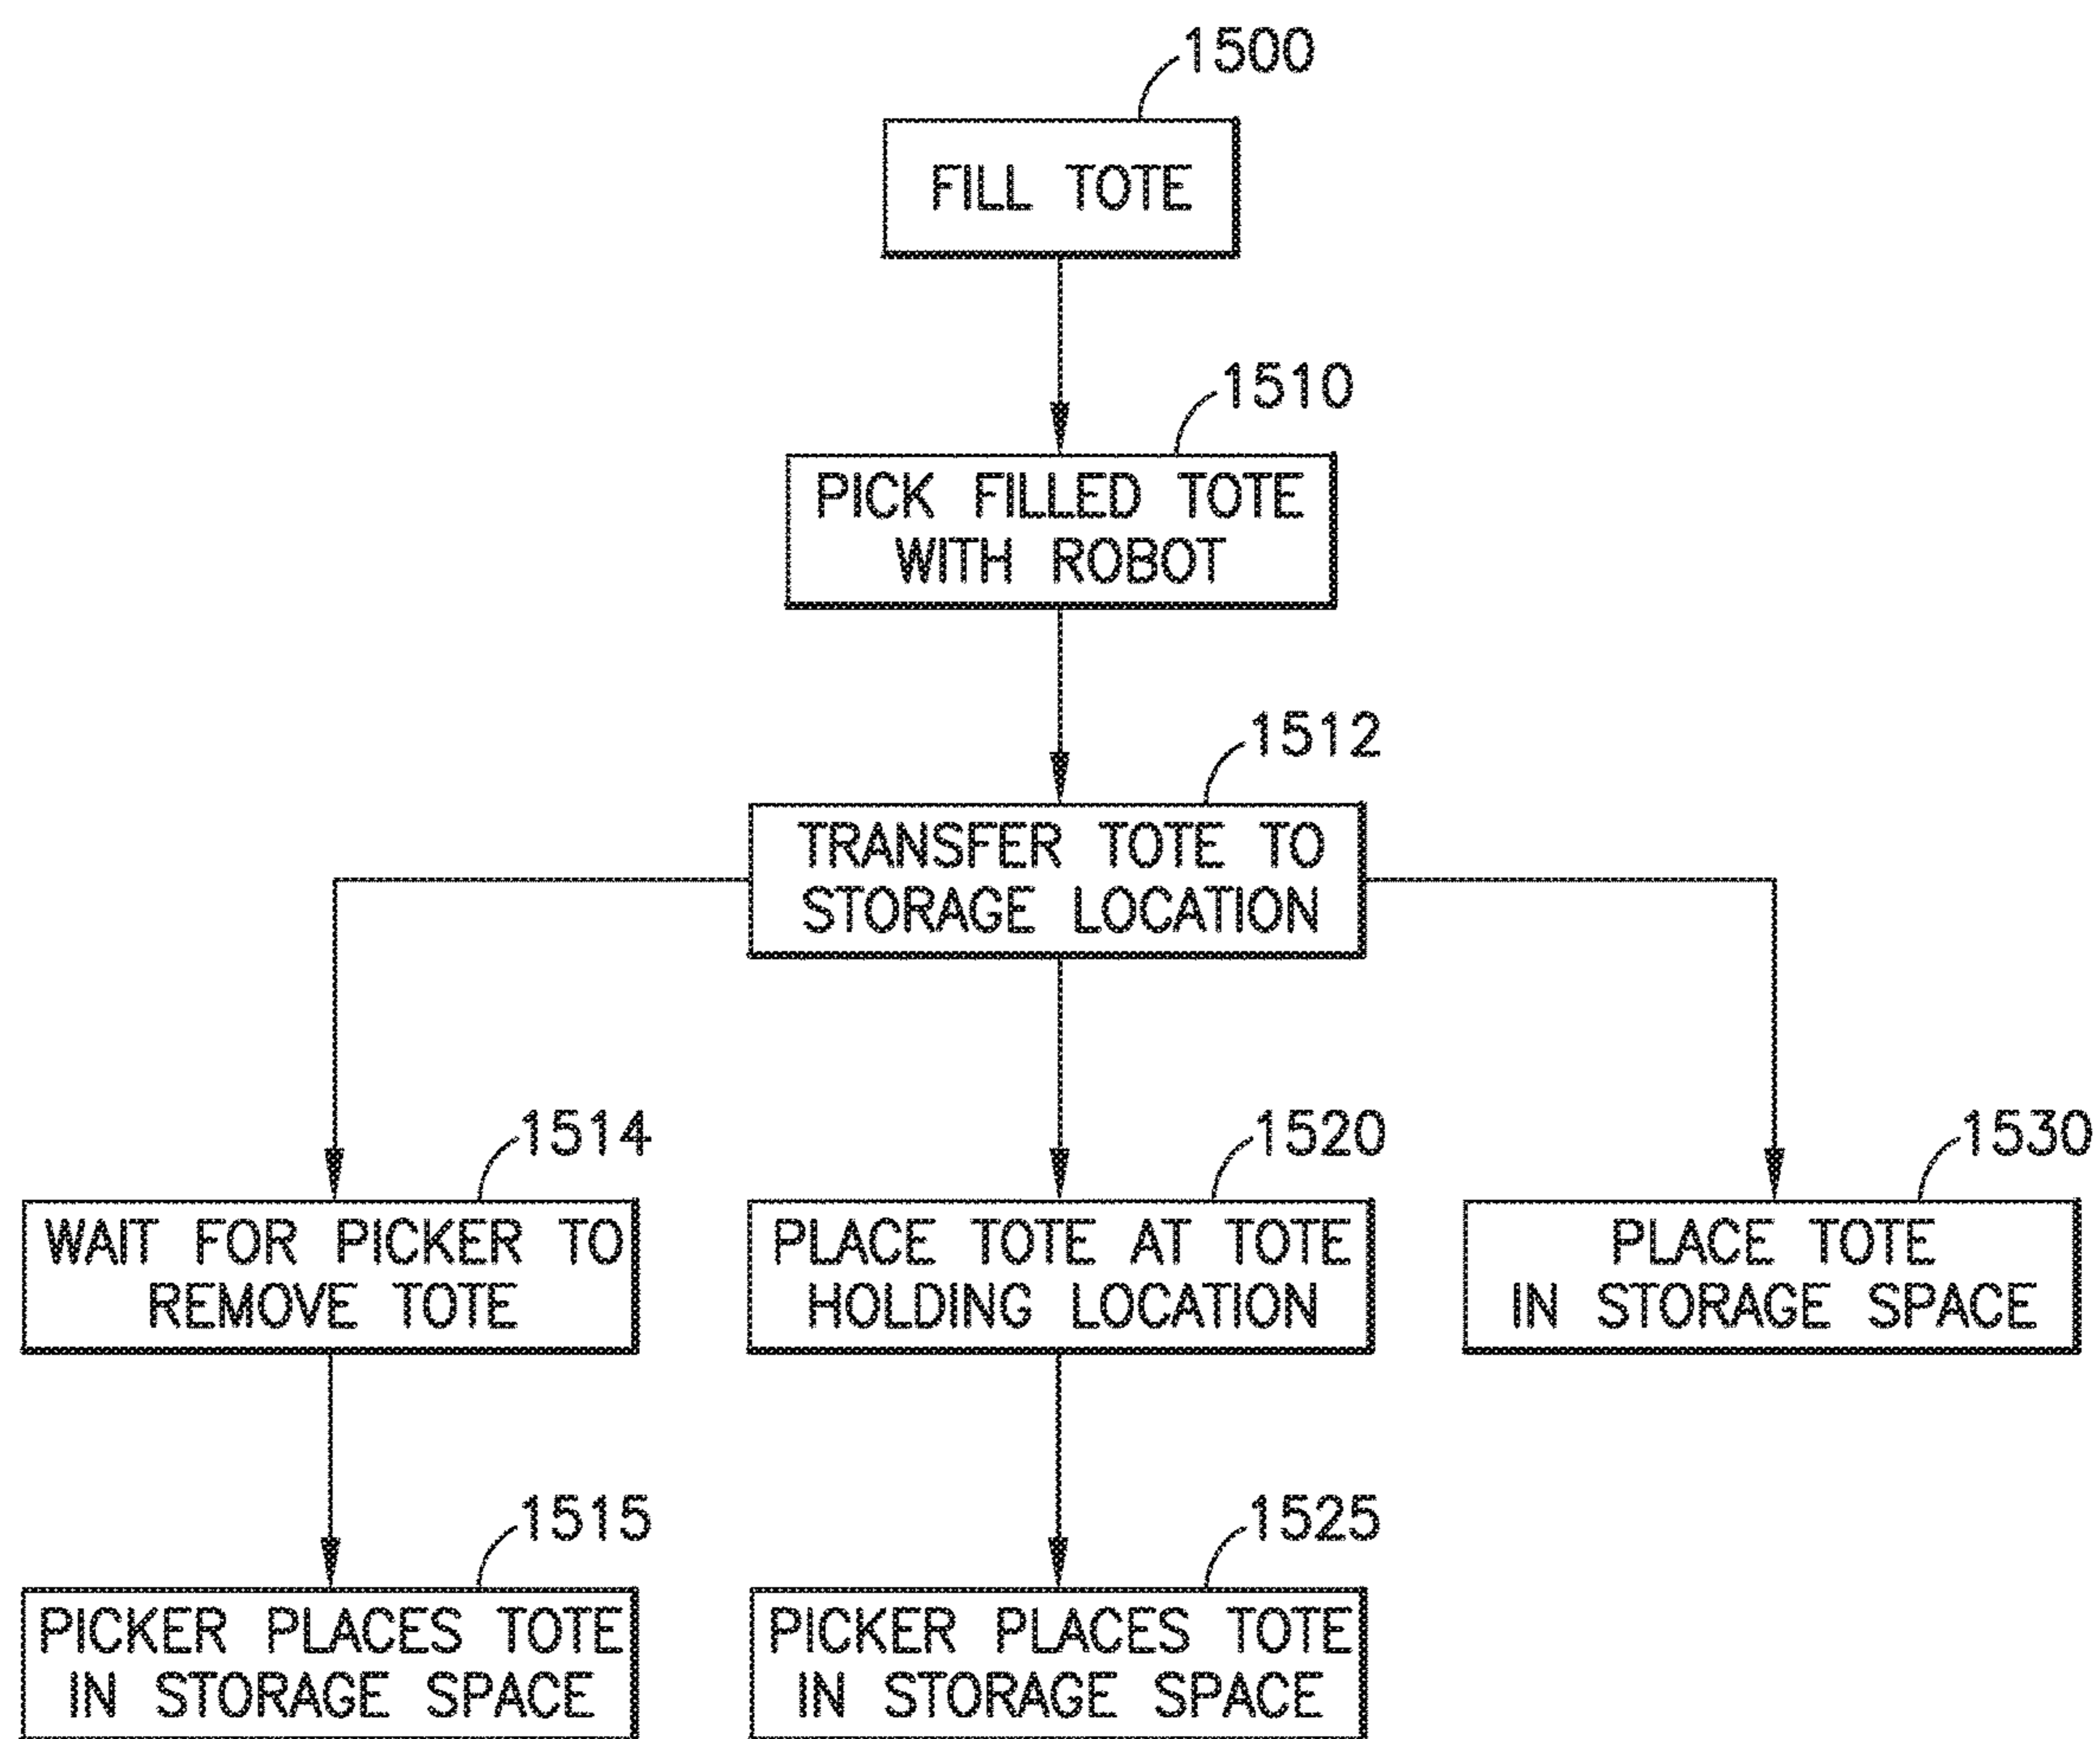 1500
FILL TOTE
1510
PICK FILLED TOTE
WITH ROBOT
1512
TRANSFER TOTE TO
STORAGE LOCATION
1514
WAIT FOR PICKER TO
REMOVE TOTE
1520
PLACE TOTE AT TOTE
HOLDING LOCATION
1530
PLACE TOTE
IN STORAGE SPACE
1515
PICKER PLACES TOTE
IN STORAGE SPACE
1525
PICKER PLACES TOTE
IN STORAGE SPACE